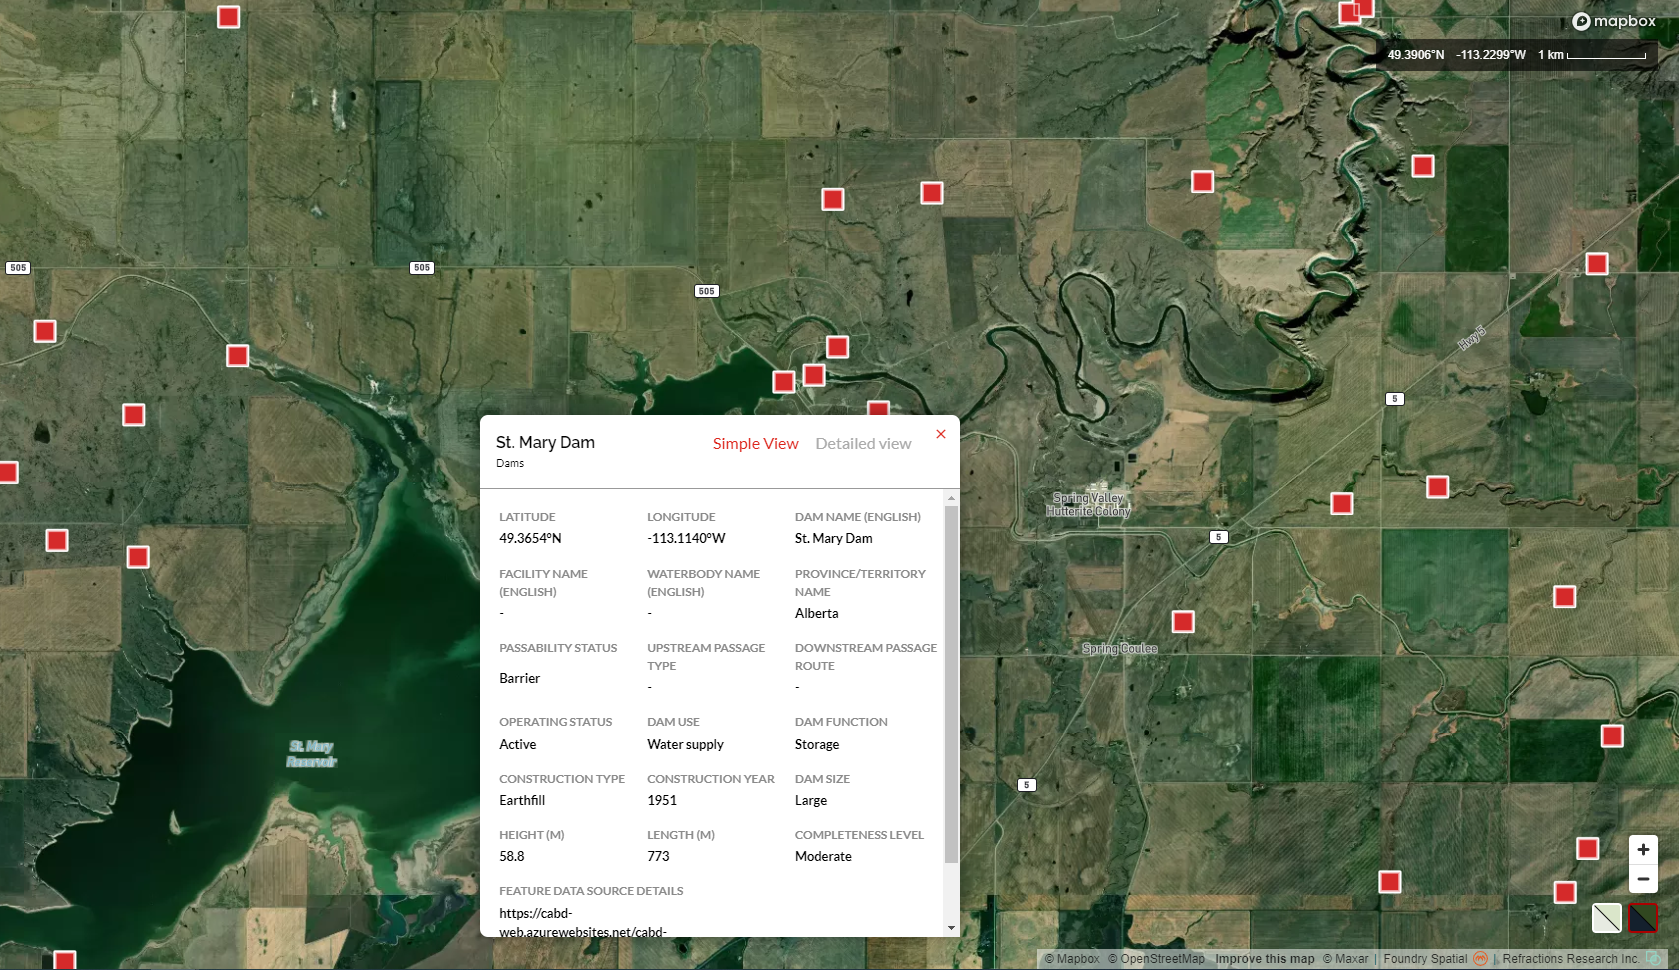 mapbox
49.3906°N -113.2299°W 1 km
505
505
505
Hwy 5
5
St. Mary Dam
Simple View
Detailed view
×
Dams
LATITUDE
49.3654°N
LONGITUDE
-113.1140°W
DAM NAME (ENGLISH)
St. Mary Dam
FACILITY NAME
(ENGLISH)
-
WATERBODY NAME
(ENGLISH)
-
PROVINCE/TERRITORY
NAME
Alberta
PASSABILITY STATUS
Barrier
UPSTREAM PASSAGE
TYPE
-
DOWNSTREAM PASSAGE
ROUTE
-
OPERATING STATUS
Active
DAM USE
Water supply
DAM FUNCTION
Storage
CONSTRUCTION TYPE
Earthfill
CONSTRUCTION YEAR
1951
DAM SIZE
Large
HEIGHT (M)
58.8
LENGTH (M)
773
COMPLETENESS LEVEL
Moderate
FEATURE DATA SOURCE DETAILS
https://cabd-
web.azurewebsites.net/cabd-
Spring Valley
Hutterite Colony
5
Spring Coulee
St. Mary
Reservoir
5
+
−
© Mapbox © OpenStreetMap Improve this map © Maxar | Foundry Spatial | Refractions Research Inc.